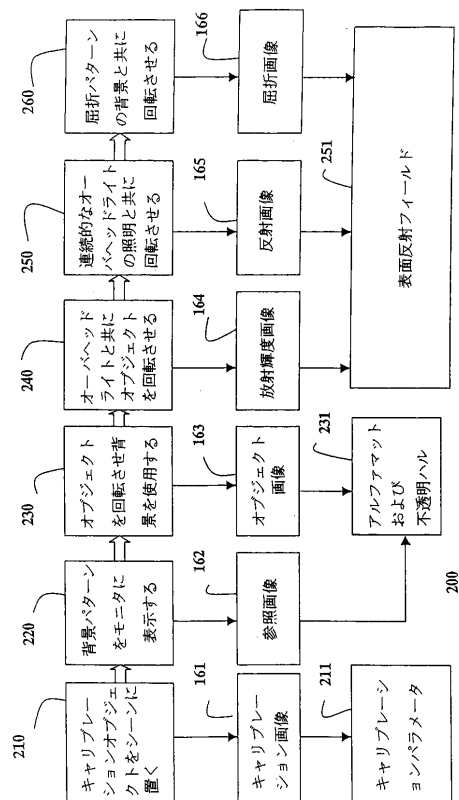 210
キャリブレー
ションオブジェ
クトをシーンに
置く
220
背景パターン
をモニタに
表示する
230
オブジェクト
を回転させ背
景を使用する
240
オーバヘッド
ライトと共に
オブジェクト
を回転させる
250
連続的なオー
バヘッドライト
の照明と共に
回転させる
260
屈折パターン
の背景と共に
回転させる
161
キャリブレー
ション画像
162
参照画像
163
オブジェクト
画像
164
放射輝度画像
165
反射画像
166
屈折画像
211
キャリブレーシ
ョンパラメータ
231
アルファマット
および
不透明ハル
251
表面反射フィールド
200